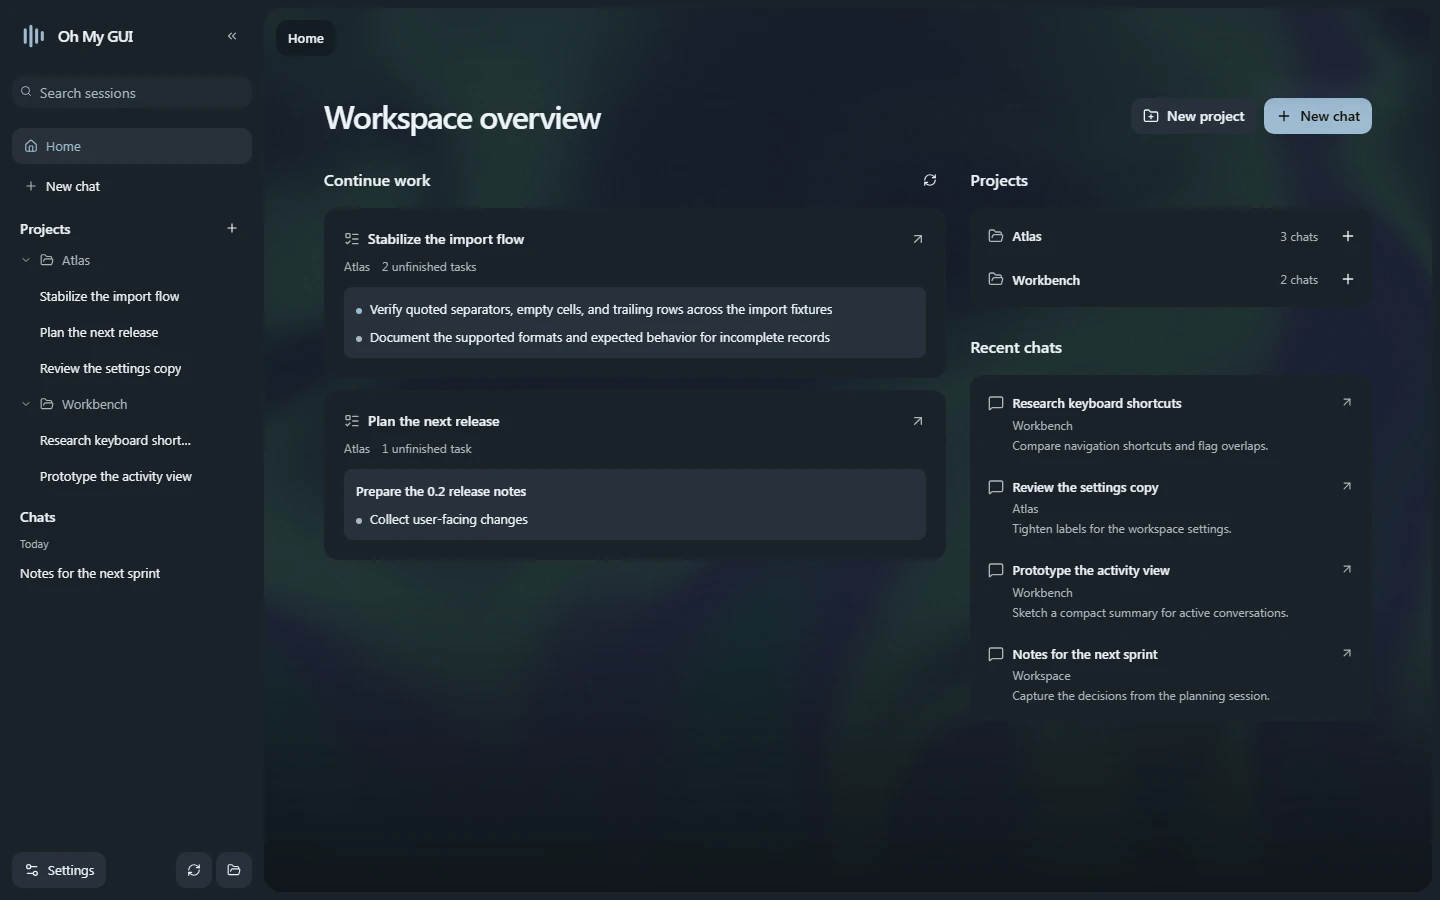 Oh My GUI
Search sessions
Home
New chat
Projects
Atlas
Stabilize the import flow
Plan the next release
Review the settings copy
Workbench
Research keyboard short...
Prototype the activity view
Chats
Today
Notes for the next sprint
Settings
Home
Workspace overview
New project
New chat
Continue work
Stabilize the import flow
Atlas 2 unfinished tasks
Verify quoted separators, empty cells, and trailing rows across the import fixtures
Document the supported formats and expected behavior for incomplete records
Plan the next release
Atlas 1 unfinished task
Prepare the 0.2 release notes
Collect user-facing changes
Projects
Atlas 3 chats
Workbench 2 chats
Recent chats
Research keyboard shortcuts
Workbench
Compare navigation shortcuts and flag overlaps.
Review the settings copy
Atlas
Tighten labels for the workspace settings.
Prototype the activity view
Workbench
Sketch a compact summary for active conversations.
Notes for the next sprint
Workspace
Capture the decisions from the planning session.